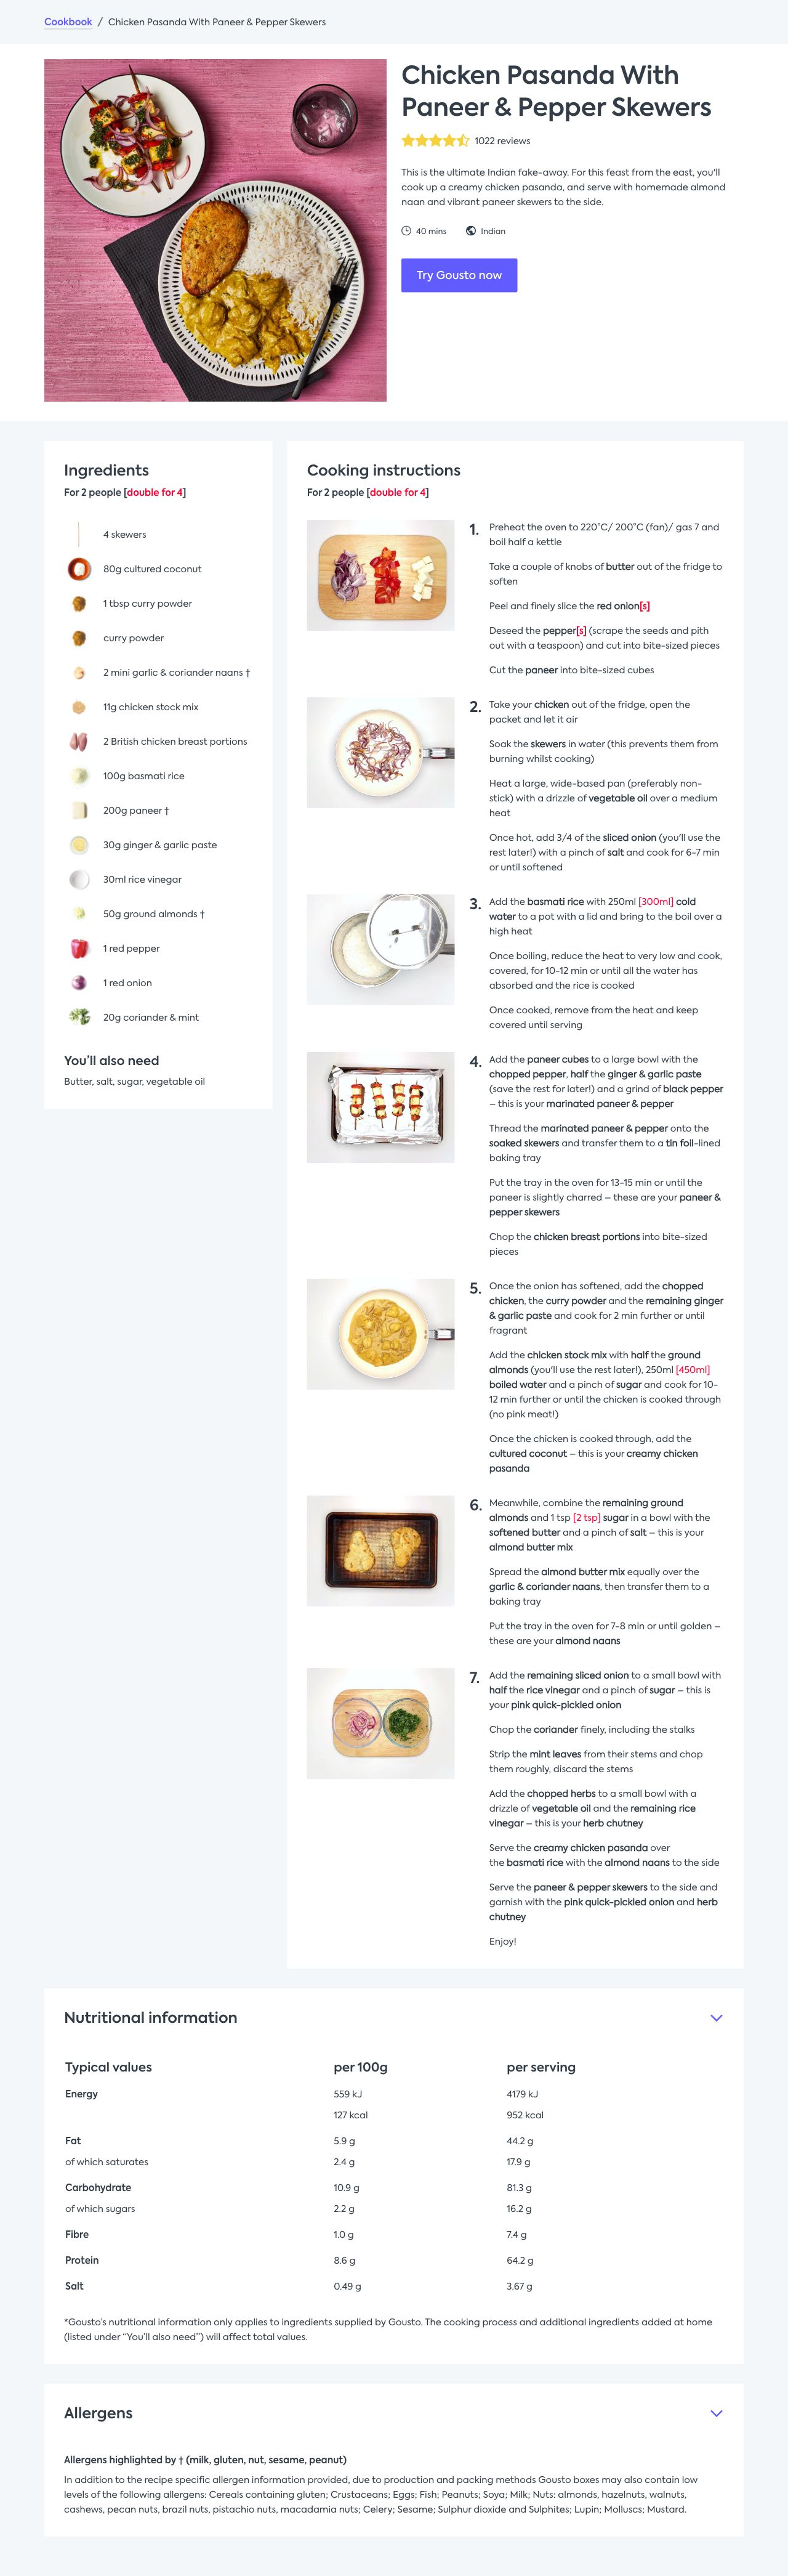 Cookbook / Chicken Pasanda With Paneer & Pepper Skewers
Chicken Pasanda With
Paneer & Pepper Skewers
1022 reviews
This is the ultimate Indian fake-away. For this feast from the east, you'll
cook up a creamy chicken pasanda, and serve with homemade almond
naan and vibrant paneer skewers to the side.
40 mins Indian
Try Gousto now
Ingredients
For 2 people [double for 4]
4 skewers
80g cultured coconut
1 tbsp curry powder
curry powder
2 mini garlic & coriander naans †
11g chicken stock mix
2 British chicken breast portions
100g basmati rice
200g paneer †
30g ginger & garlic paste
30ml rice vinegar
50g ground almonds †
1 red pepper
1 red onion
20g coriander & mint
You'll also need
Butter, salt, sugar, vegetable oil
Cooking instructions
For 2 people [double for 4]
1. Preheat the oven to 220°C/ 200°C (fan)/ gas 7 and
boil half a kettle
Take a couple of knobs of butter out of the fridge to
soften
Peel and finely slice the red onion[s]
Deseed the pepper[s] (scrape the seeds and pith
out with a teaspoon) and cut into bite-sized pieces
Cut the paneer into bite-sized cubes
2. Take your chicken out of the fridge, open the
packet and let it air
Soak the skewers in water (this prevents them from
burning whilst cooking)
Heat a large, wide-based pan (preferably non-
stick) with a drizzle of vegetable oil over a medium
heat
Once hot, add 3/4 of the sliced onion (you'll use the
rest later!) with a pinch of salt and cook for 6-7 min
or until softened
3. Add the basmati rice with 250ml [300ml] cold
water to a pot with a lid and bring to the boil over a
high heat
Once boiling, reduce the heat to very low and cook,
covered, for 10-12 min or until all the water has
absorbed and the rice is cooked
Once cooked, remove from the heat and keep
covered until serving
4. Add the paneer cubes to a large bowl with the
chopped pepper, half the ginger & garlic paste
(save the rest for later!) and a grind of black pepper
– this is your marinated paneer & pepper
Thread the marinated paneer & pepper onto the
soaked skewers and transfer them to a tin foil-lined
baking tray
Put the tray in the oven for 13-15 min or until the
paneer is slightly charred – these are your paneer &
pepper skewers
Chop the chicken breast portions into bite-sized
pieces
5. Once the onion has softened, add the chopped
chicken, the curry powder and the remaining ginger
& garlic paste and cook for 2 min further or until
fragrant
Add the chicken stock mix with half the ground
almonds (you'll use the rest later!), 250ml [450ml]
boiled water and a pinch of sugar and cook for 10-
12 min further or until the chicken is cooked through
(no pink meat!)
Once the chicken is cooked through, add the
cultured coconut – this is your creamy chicken
pasanda
6. Meanwhile, combine the remaining ground
almonds and 1 tsp [2 tsp] sugar in a bowl with the
softened butter and a pinch of salt – this is your
almond butter mix
Spread the almond butter mix equally over the
garlic & coriander naans, then transfer them to a
baking tray
Put the tray in the oven for 7-8 min or until golden –
these are your almond naans
7. Add the remaining sliced onion to a small bowl with
half the rice vinegar and a pinch of sugar – this is
your pink quick-pickled onion
Chop the coriander finely, including the stalks
Strip the mint leaves from their stems and chop
them roughly, discard the stems
Add the chopped herbs to a small bowl with a
drizzle of vegetable oil and the remaining rice
vinegar – this is your herb chutney
Serve the creamy chicken pasanda over
the basmati rice with the almond naans to the side
Serve the paneer & pepper skewers to the side and
garnish with the pink quick-pickled onion and herb
chutney
Enjoy!
Nutritional information
Typical values per 100g per serving
Energy 559 kJ 4179 kJ
127 kcal 952 kcal
Fat 5.9 g 44.2 g
of which saturates 2.4 g 17.9 g
Carbohydrate 10.9 g 81.3 g
of which sugars 2.2 g 16.2 g
Fibre 1.0 g 7.4 g
Protein 8.6 g 64.2 g
Salt 0.49 g 3.67 g
*Gousto's nutritional information only applies to ingredients supplied by Gousto. The cooking process and additional ingredients added at home
(listed under "You'll also need") will affect total values.
Allergens
Allergens highlighted by † (milk, gluten, nut, sesame, peanut)
In addition to the recipe specific allergen information provided, due to production and packing methods Gousto boxes may also contain low
levels of the following allergens: Cereals containing gluten; Crustaceans; Eggs; Fish; Peanuts; Soya; Milk; Nuts: almonds, hazelnuts, walnuts,
cashews, pecan nuts, brazil nuts, pistachio nuts, macadamia nuts; Celery; Sesame; Sulphur dioxide and Sulphites; Lupin; Molluscs; Mustard.